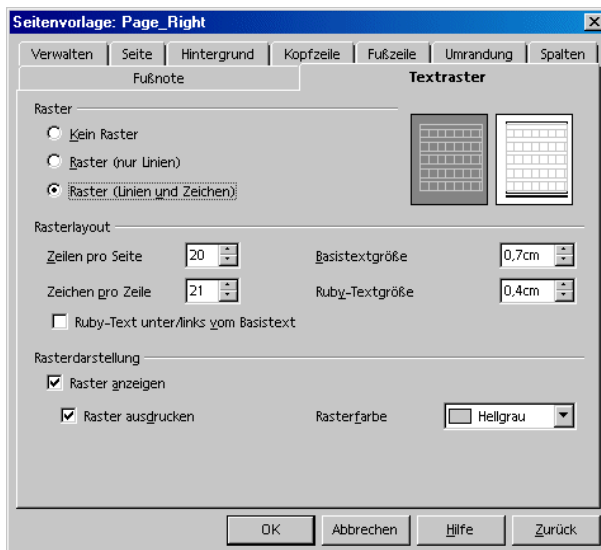 Seitenvorlage: Page_Right
Verwalten Seite Hintergrund Kopfzeile Fußzeile Umrandung Spalten
Fußnote Textraster
Raster
Kein Raster
Raster (nur Linien)
Raster (Linien und Zeichen)
Rasterlayout
Zeilen pro Seite 20 Basistextgröße 0,7cm
Zeichen pro Zeile 21 Ruby-Textgröße 0,4cm
Ruby-Text unter/links vom Basistext
Rasterdarstellung
Raster anzeigen
Raster ausdrucken Rasterfarbe Hellgrau
OK Abbrechen Hilfe Zurück